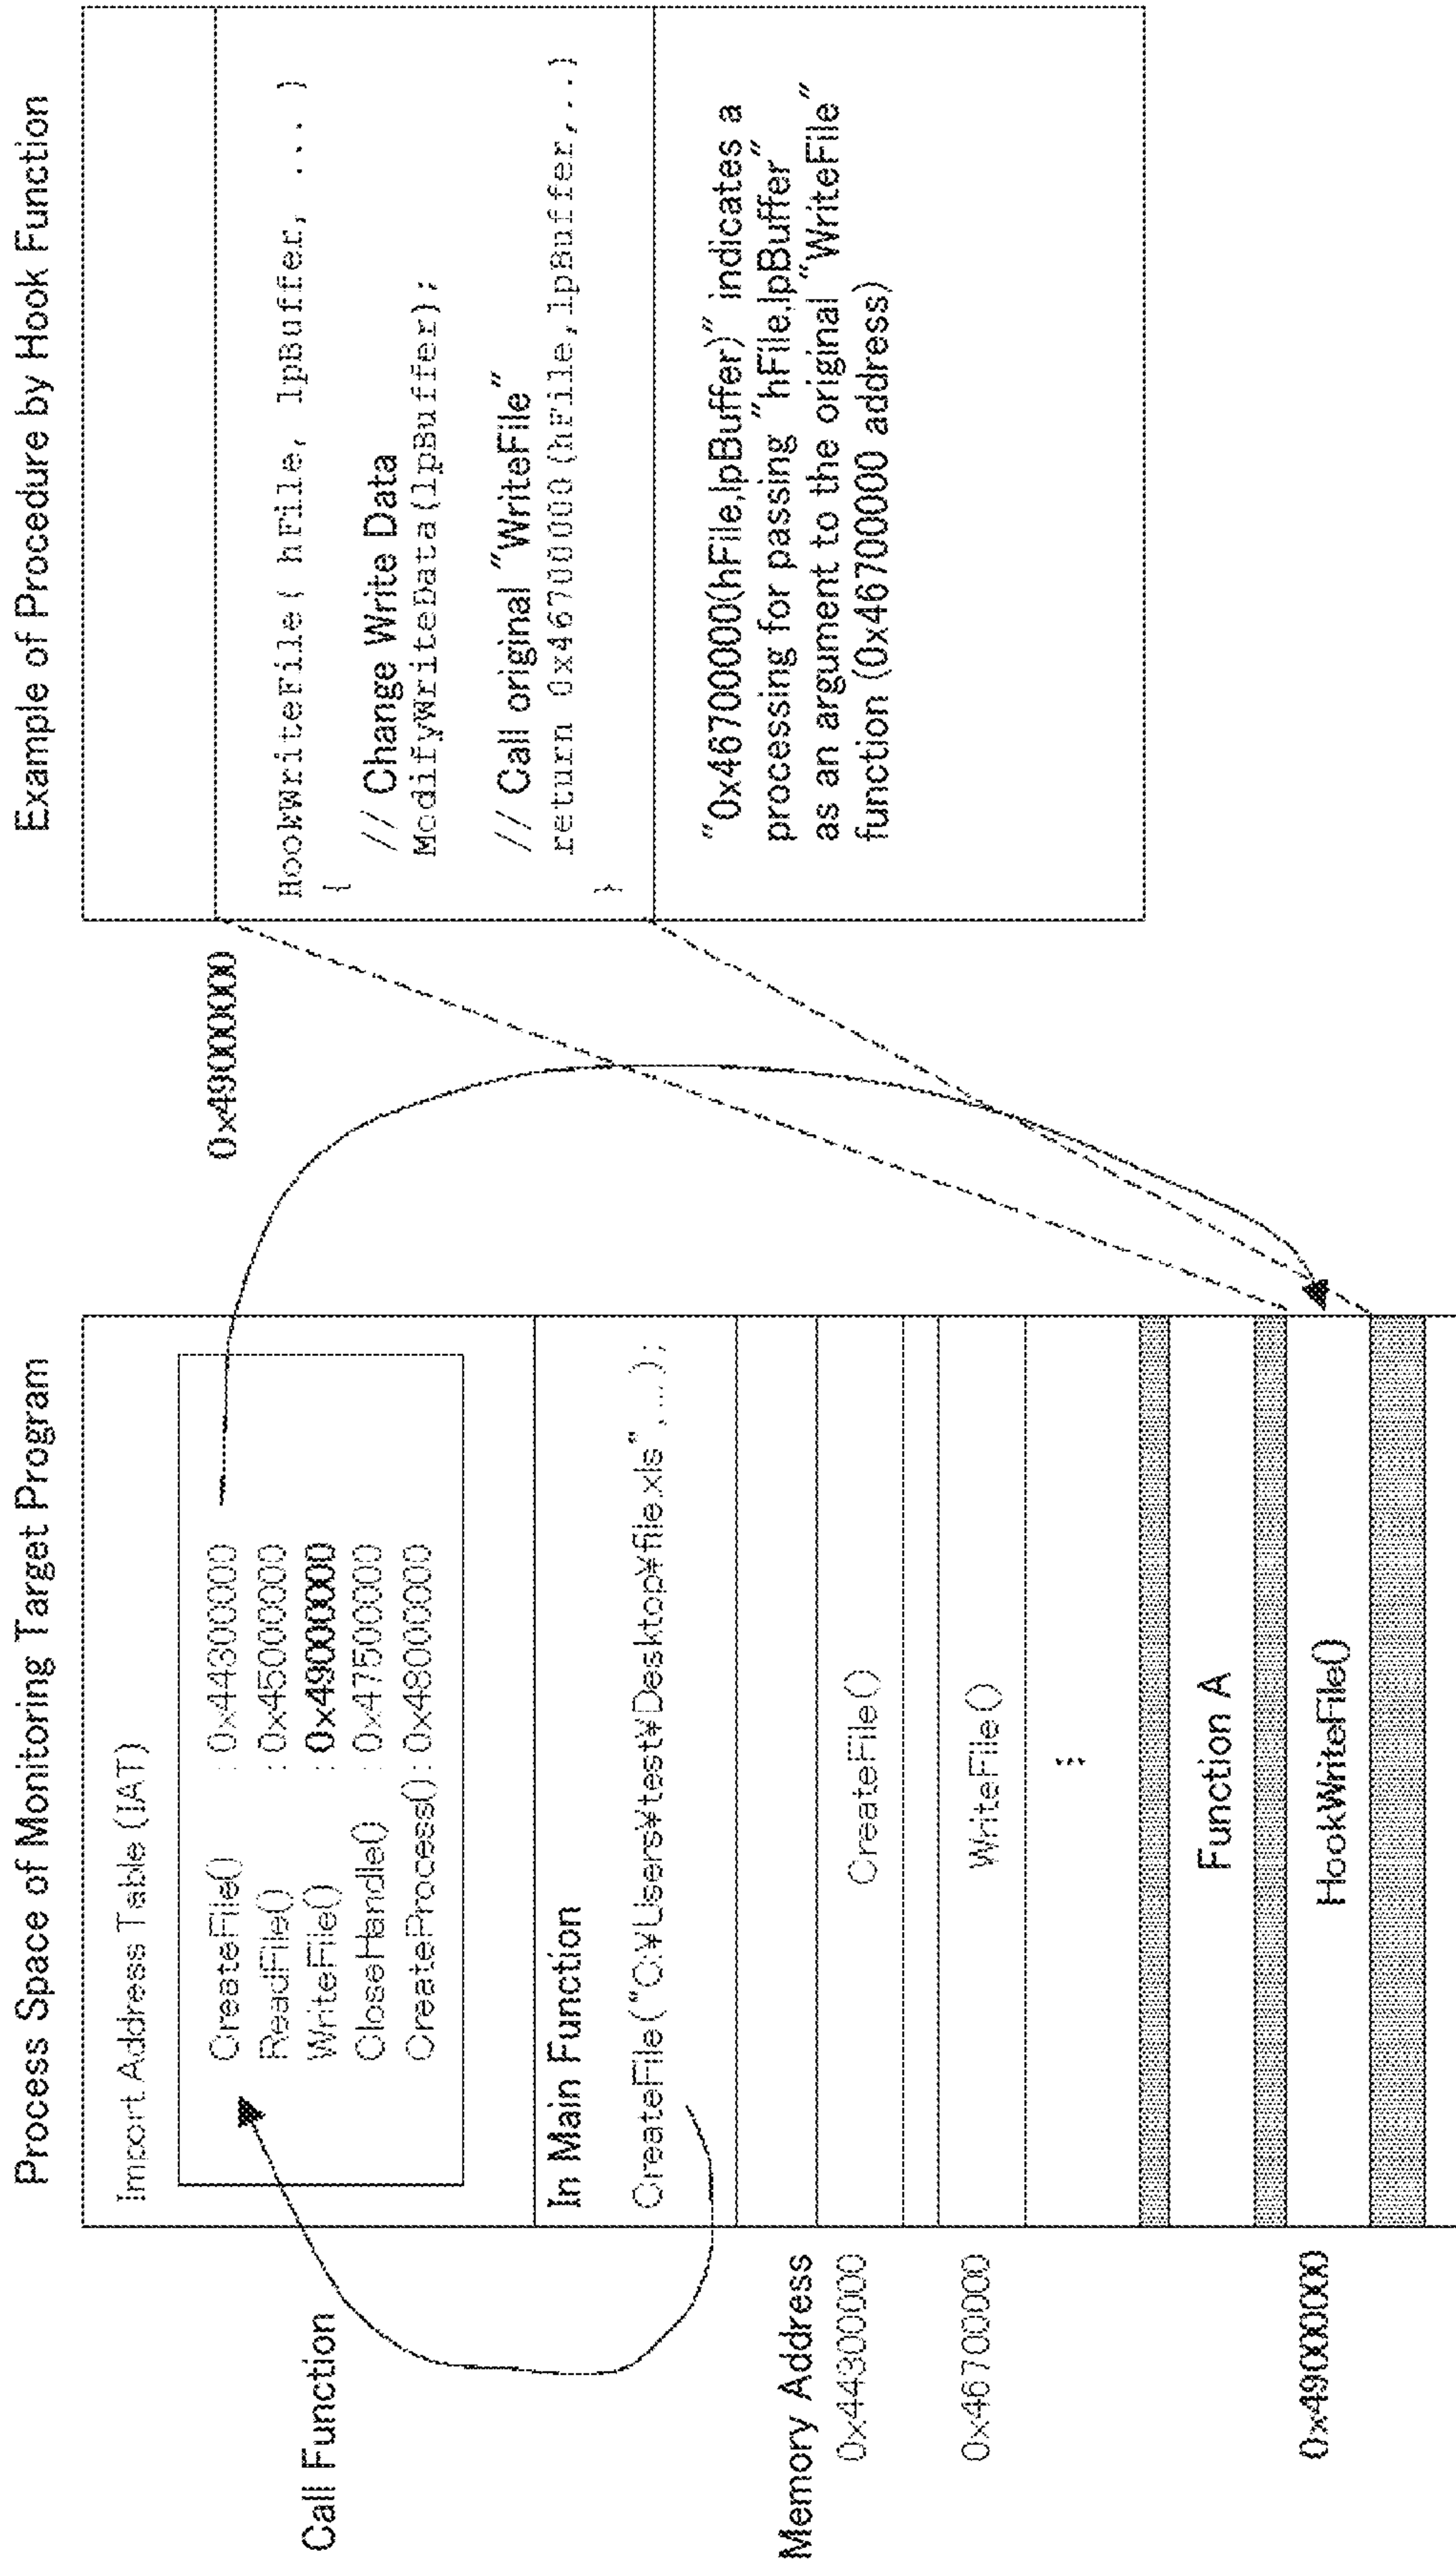 Process Space of Monitoring Target Program
Import Address Table (IAT)
CreateFile() : 0x44300000
ReadFile() : 0x45000000
WriteFile() : 0x49000000
CloseHandle() : 0x47500000
CreateProcess() : 0x48000000
Call Function
In Main Function
CreateFile("C:¥Users¥test¥Desktop¥file.xls",...);
Memory Address
0x44300000
CreateFile()
0x46700000
WriteFile()
⋮
Function A
0x49000000
HookWriteFile()
Example of Procedure by Hook Function
0x49000000
HookWriteFile( hFile, lpBuffer, ... )
{
// Change Write Data
ModifyWriteData(lpBuffer);
// Call original "WriteFile"
return 0x46700000(hFile,lpBuffer,..)
}
"0x46700000(hFile,lpBuffer)" indicates a
processing for passing "hFile,lpBuffer"
as an argument to the original "WriteFile"
function (0x46700000 address)